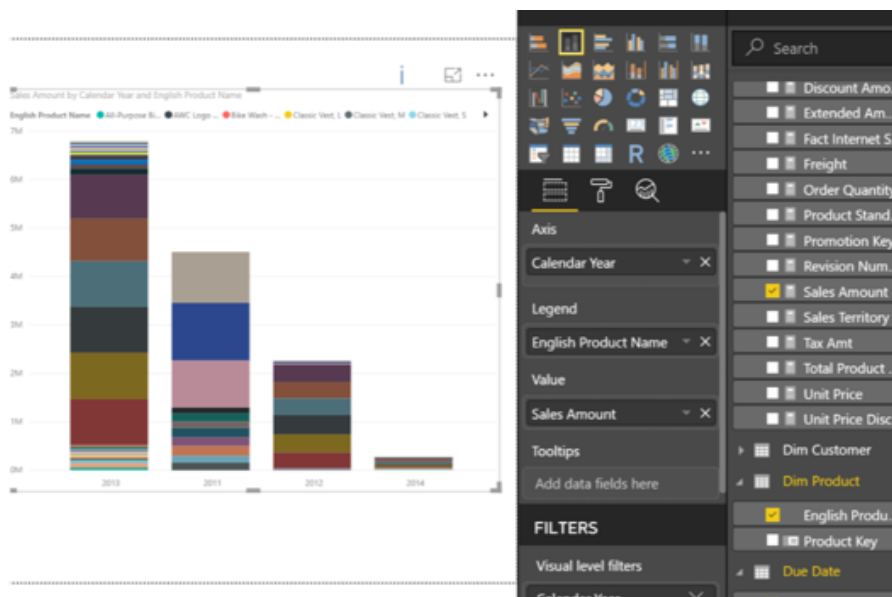 Sales Amount by Calendar Year and English Product Name
English Product Name All-Purpose Bi... AWC Logo ... Bike Wash - ... Classic Vest, L Classic Vest, M Classic Vest, S
7M
6M
5M
4M
3M
2M
1M
0M
2013 2011 2012 2014
R
Axis
Calendar Year
Legend
English Product Name
Value
Sales Amount
Tooltips
Add data fields here
FILTERS
Visual level filters
Calendar Year
Search
Discount Amo...
Extended Am...
Fact Internet S
Freight
Order Quantity
Product Stand.
Promotion Key
Revision Num.
Sales Amount
Sales Territory
Tax Amt
Total Product .
Unit Price
Unit Price Disc
Dim Customer
Dim Product
English Produ.
Product Key
Due Date